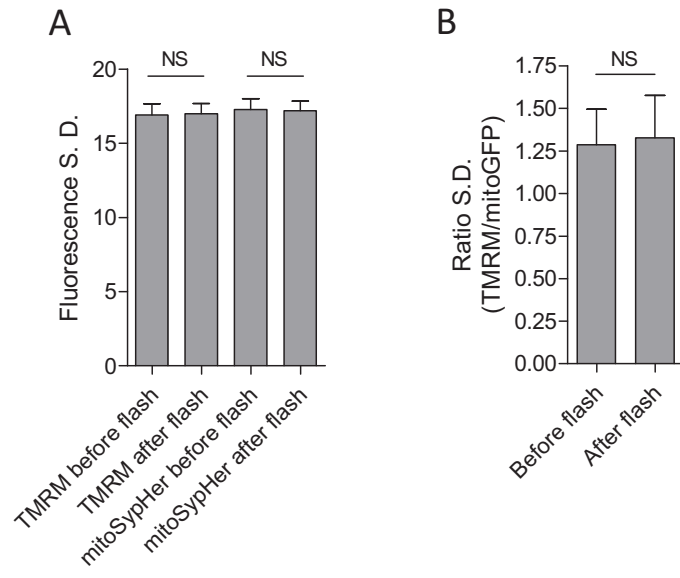 A
NS
NS
20
15
10
5
0
Fluorescence S. D.
TMRM before flash
TMRM after flash
mitoSypHer before flash
mitoSypHer after flash
B
NS
1.75
1.50
1.25
1.00
0.75
0.50
0.25
0.00
Ratio S.D.
(TMRM/mitoGFP)
Before flash
After flash